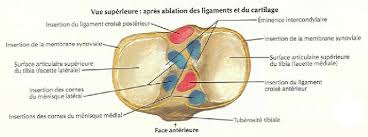 Vue supérieure : après ablation des ligaments et du cartilage
Insertion du ligament croisé postérieur
Éminence intercondylaire
Insertion de la membrane synoviale
Insertion de la membrane synoviale
Surface articulaire supérieure
du tibia (facette latérale)
Surface articulaire supérieure
du tibia (facette médiale)
Insertion des cornes
du ménisque latéral
Insertion du ligament
croisé antérieur
Insertion des cornes du ménisque médial
Tubérosité tibiale
Face antérieure